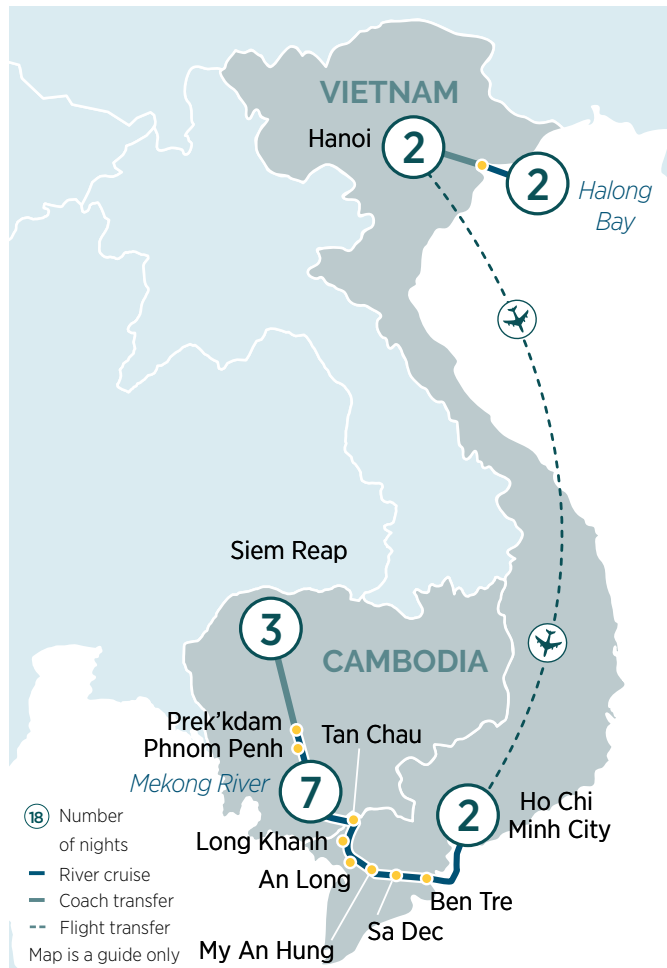 VIETNAM
Hanoi
2
2
Halong
Bay
Siem Reap
3
CAMBODIA
Prek'kdam
Tan Chau
Phnom Penh
Mekong River
7
2
Ho Chi
Minh City
Long Khanh
An Long
Ben Tre
Sa Dec
My An Hung
18 Number
of nights
River cruise
Coach transfer
Flight transfer
Map is a guide only